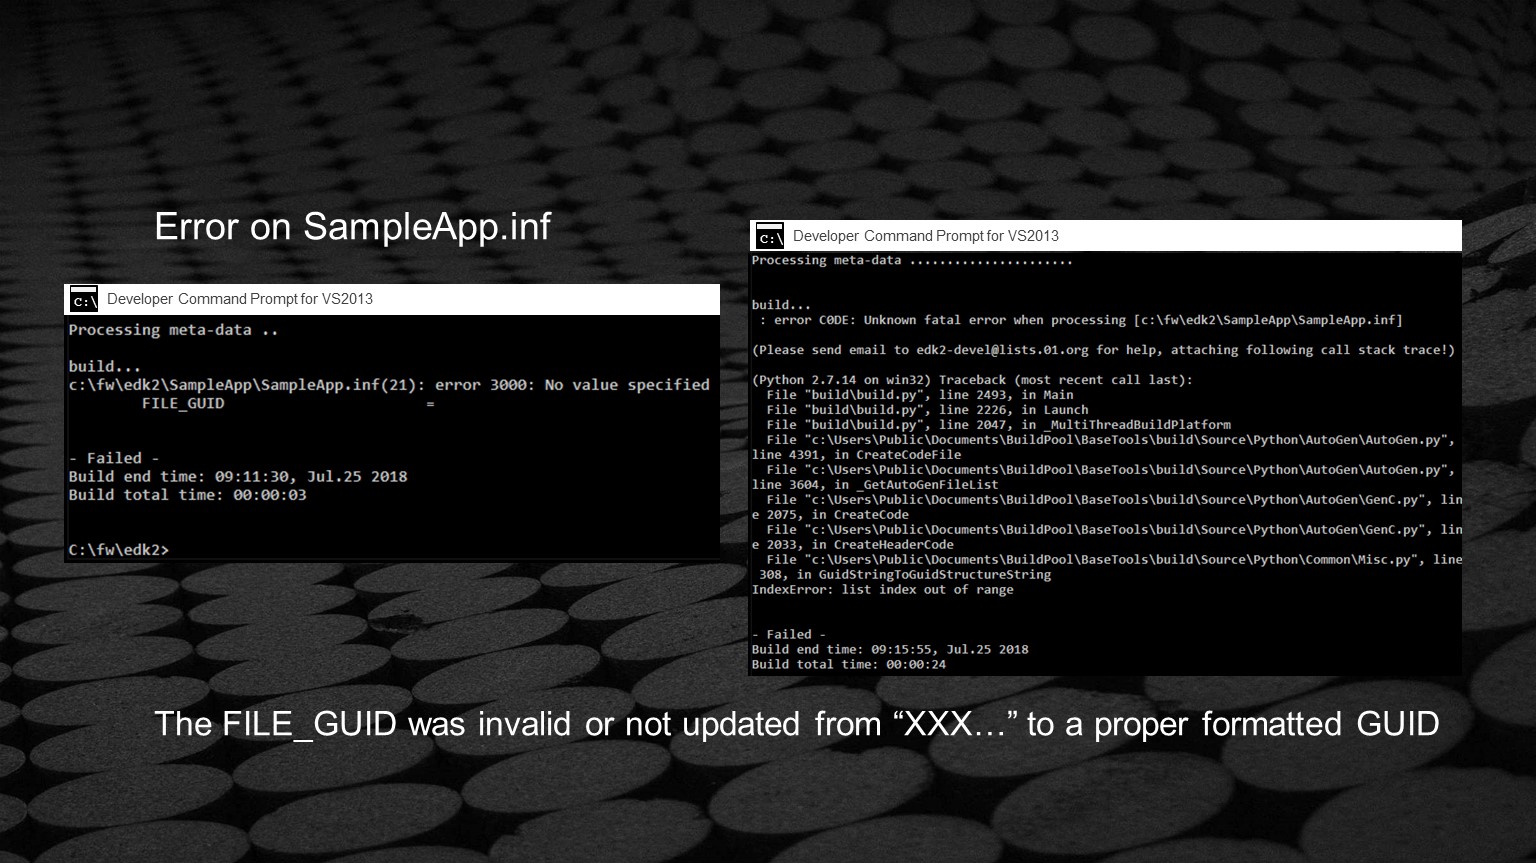 Error on SampleApp.inf
C:\ Developer Command Prompt for VS2013
Processing meta-data ..
build...
c:\fw\edk2\SampleApp\SampleApp.inf(21): error 3000: No value specified
FILE_GUID =
- Failed -
Build end time: 09:11:30, Jul.25 2018
Build total time: 00:00:03
C:\fw\edk2>
C:\ Developer Command Prompt for VS2013
Processing meta-data ......................
build...
: error C0DE: Unknown fatal error when processing [c:\fw\edk2\SampleApp\SampleApp.inf]
(Please send email to edk2-devel@lists.01.org for help, attaching following call stack trace!)
(Python 2.7.14 on win32) Traceback (most recent call last):
File "build\build.py", line 2493, in Main
File "build\build.py", line 2226, in Launch
File "build\build.py", line 2047, in _MultiThreadBuildPlatform
File "c:\Users\Public\Documents\BuildPool\BaseTools\build\Source\Python\AutoGen\AutoGen.py",
line 4391, in CreateCodeFile
File "c:\Users\Public\Documents\BuildPool\BaseTools\build\Source\Python\AutoGen\AutoGen.py",
line 3604, in _GetAutoGenFileList
File "c:\Users\Public\Documents\BuildPool\BaseTools\build\Source\Python\AutoGen\GenC.py", lin
e 2075, in CreateCode
File "c:\Users\Public\Documents\BuildPool\BaseTools\build\Source\Python\AutoGen\GenC.py", lin
e 2033, in CreateHeaderCode
File "c:\Users\Public\Documents\BuildPool\BaseTools\build\Source\Python\Common\Misc.py", line
308, in GuidStringToGuidStructureString
IndexError: list index out of range
- Failed -
Build end time: 09:15:55, Jul.25 2018
Build total time: 00:00:24
The FILE_GUID was invalid or not updated from “XXX…” to a proper formatted GUID